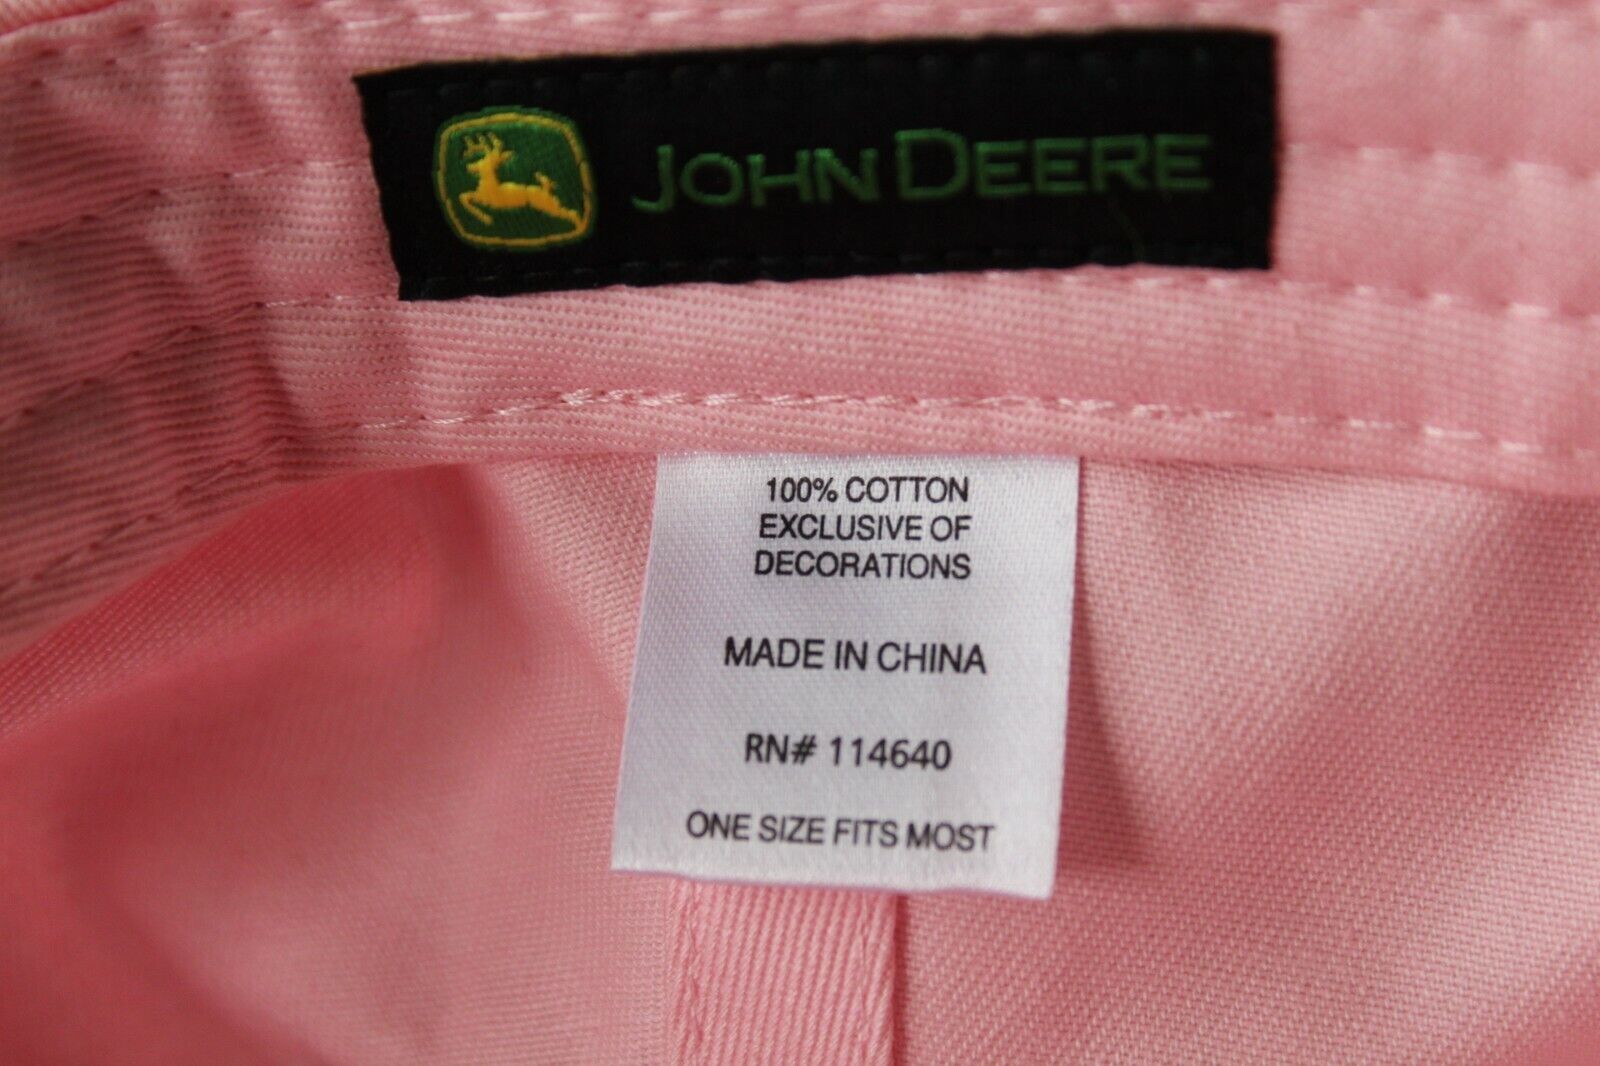 JOHN DEERE
100% COTTON
EXCLUSIVE OF
DECORATIONS
MADE IN CHINA
RN# 114640
ONE SIZE FITS MOST